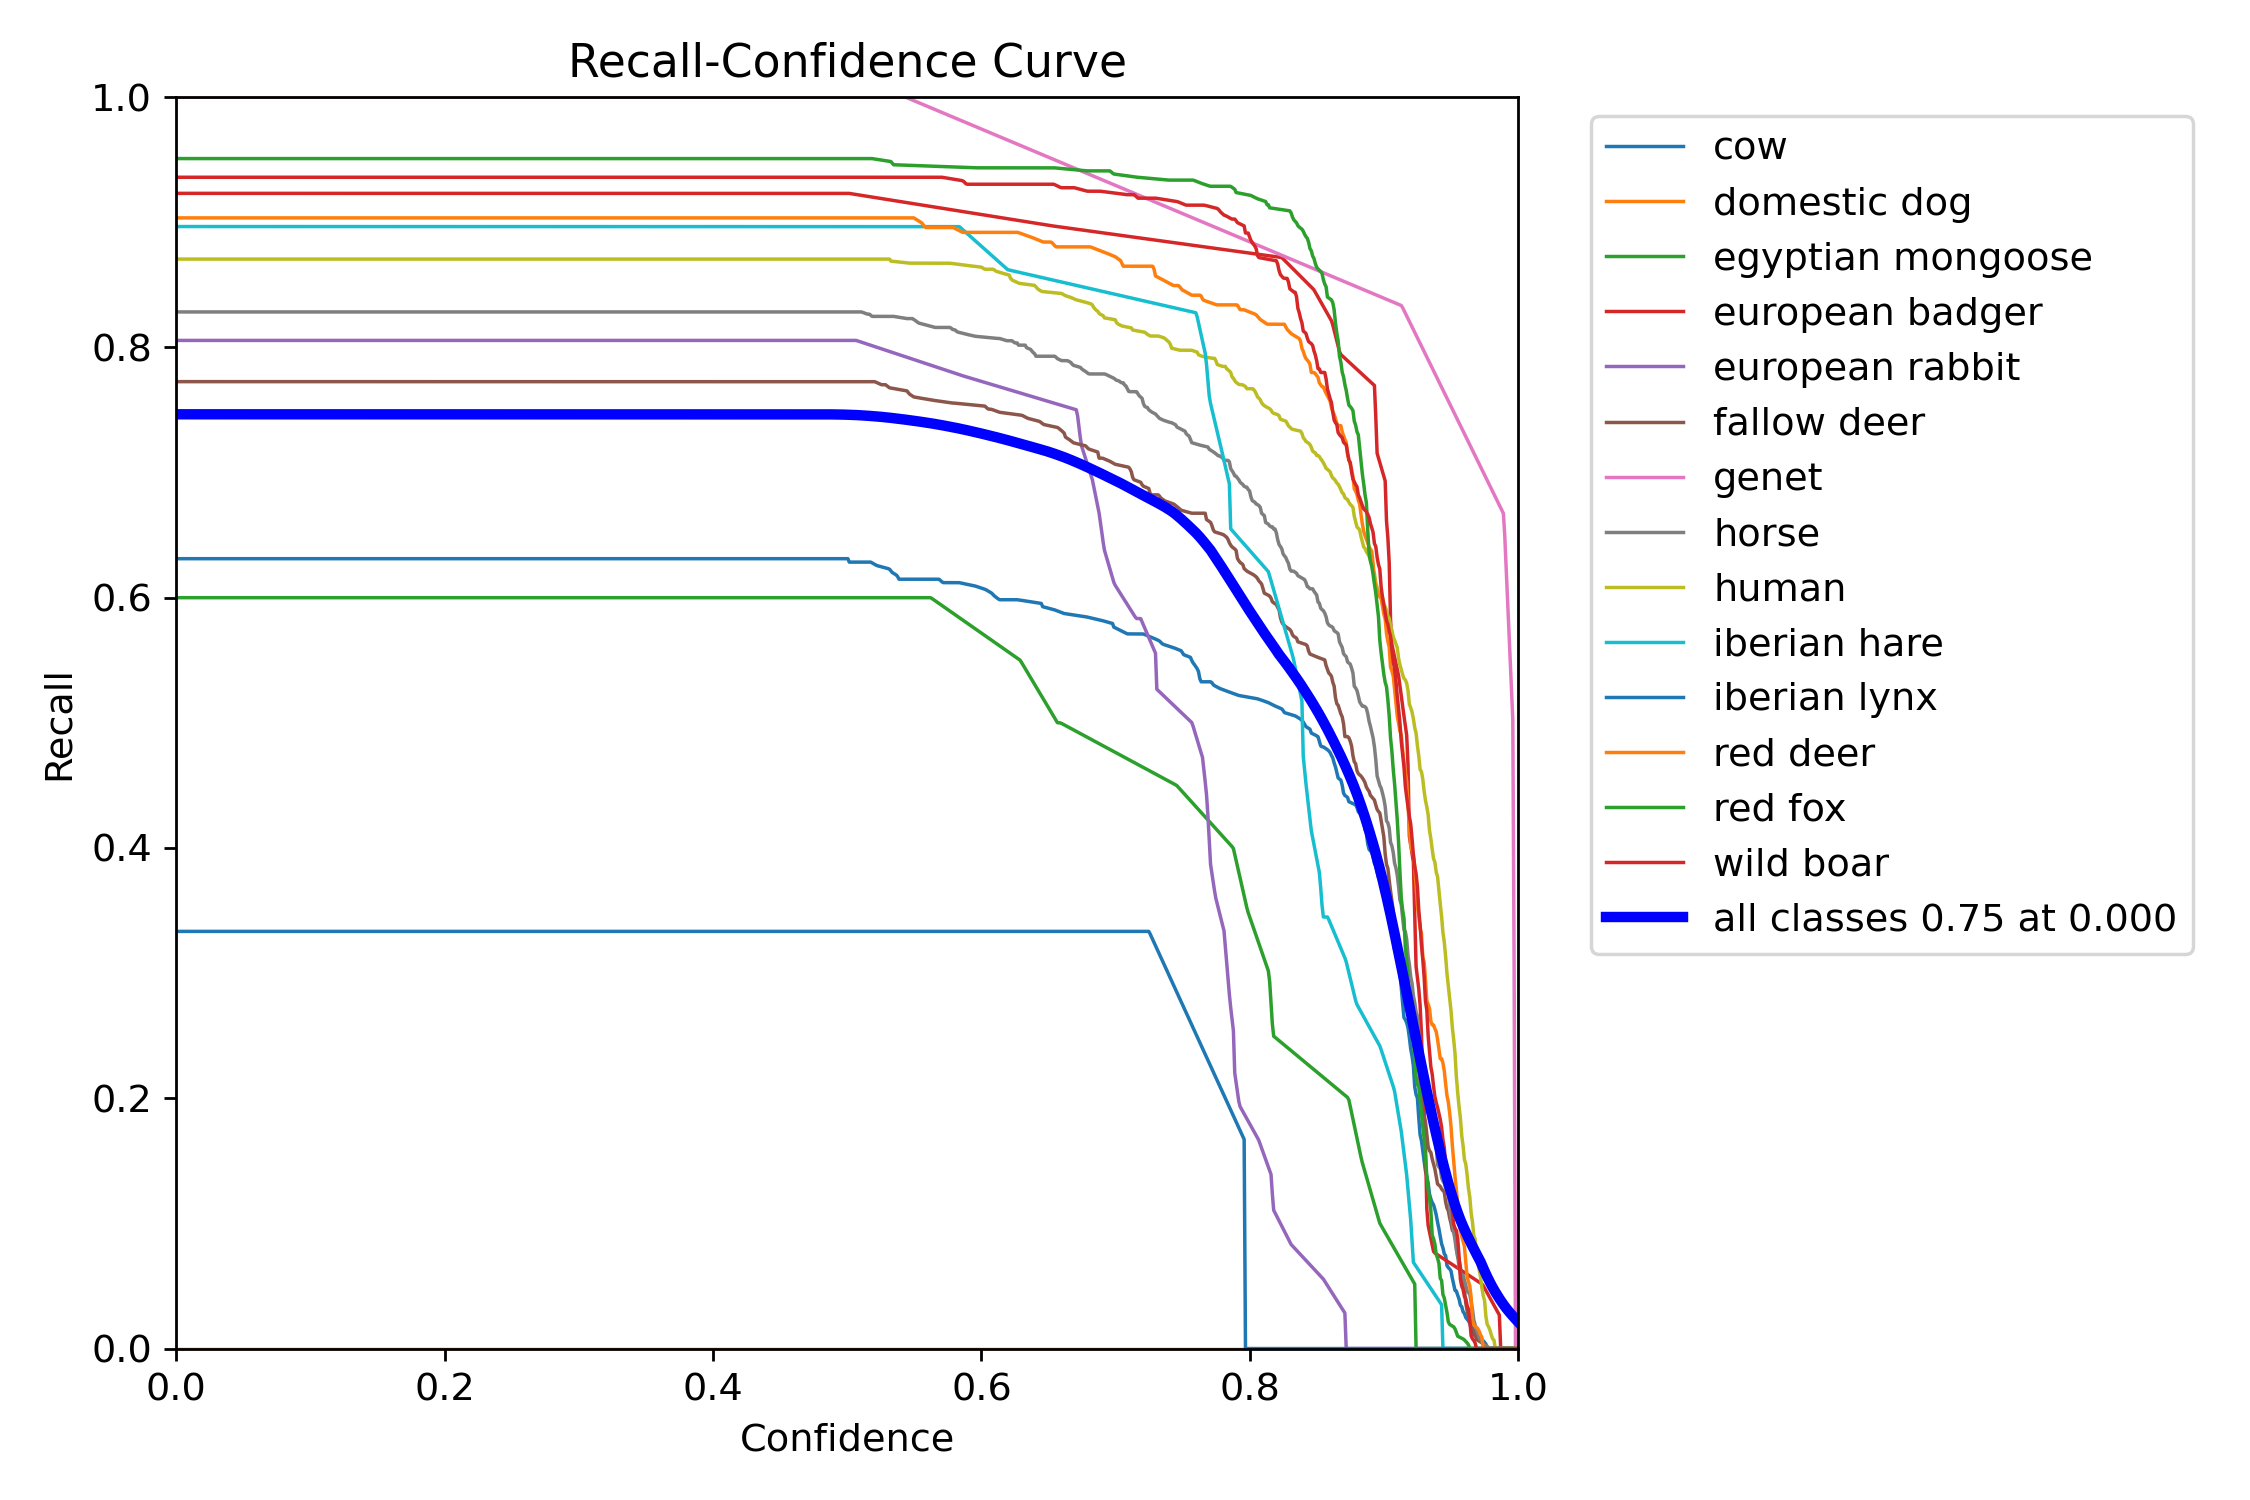 Recall-Confidence Curve
1.0
0.8
0.6
0.4
0.2
0.0
Recall
0.0 0.2 0.4 0.6 0.8 1.0
Confidence
cow
domestic dog
egyptian mongoose
european badger
european rabbit
fallow deer
genet
horse
human
iberian hare
iberian lynx
red deer
red fox
wild boar
all classes 0.75 at 0.000